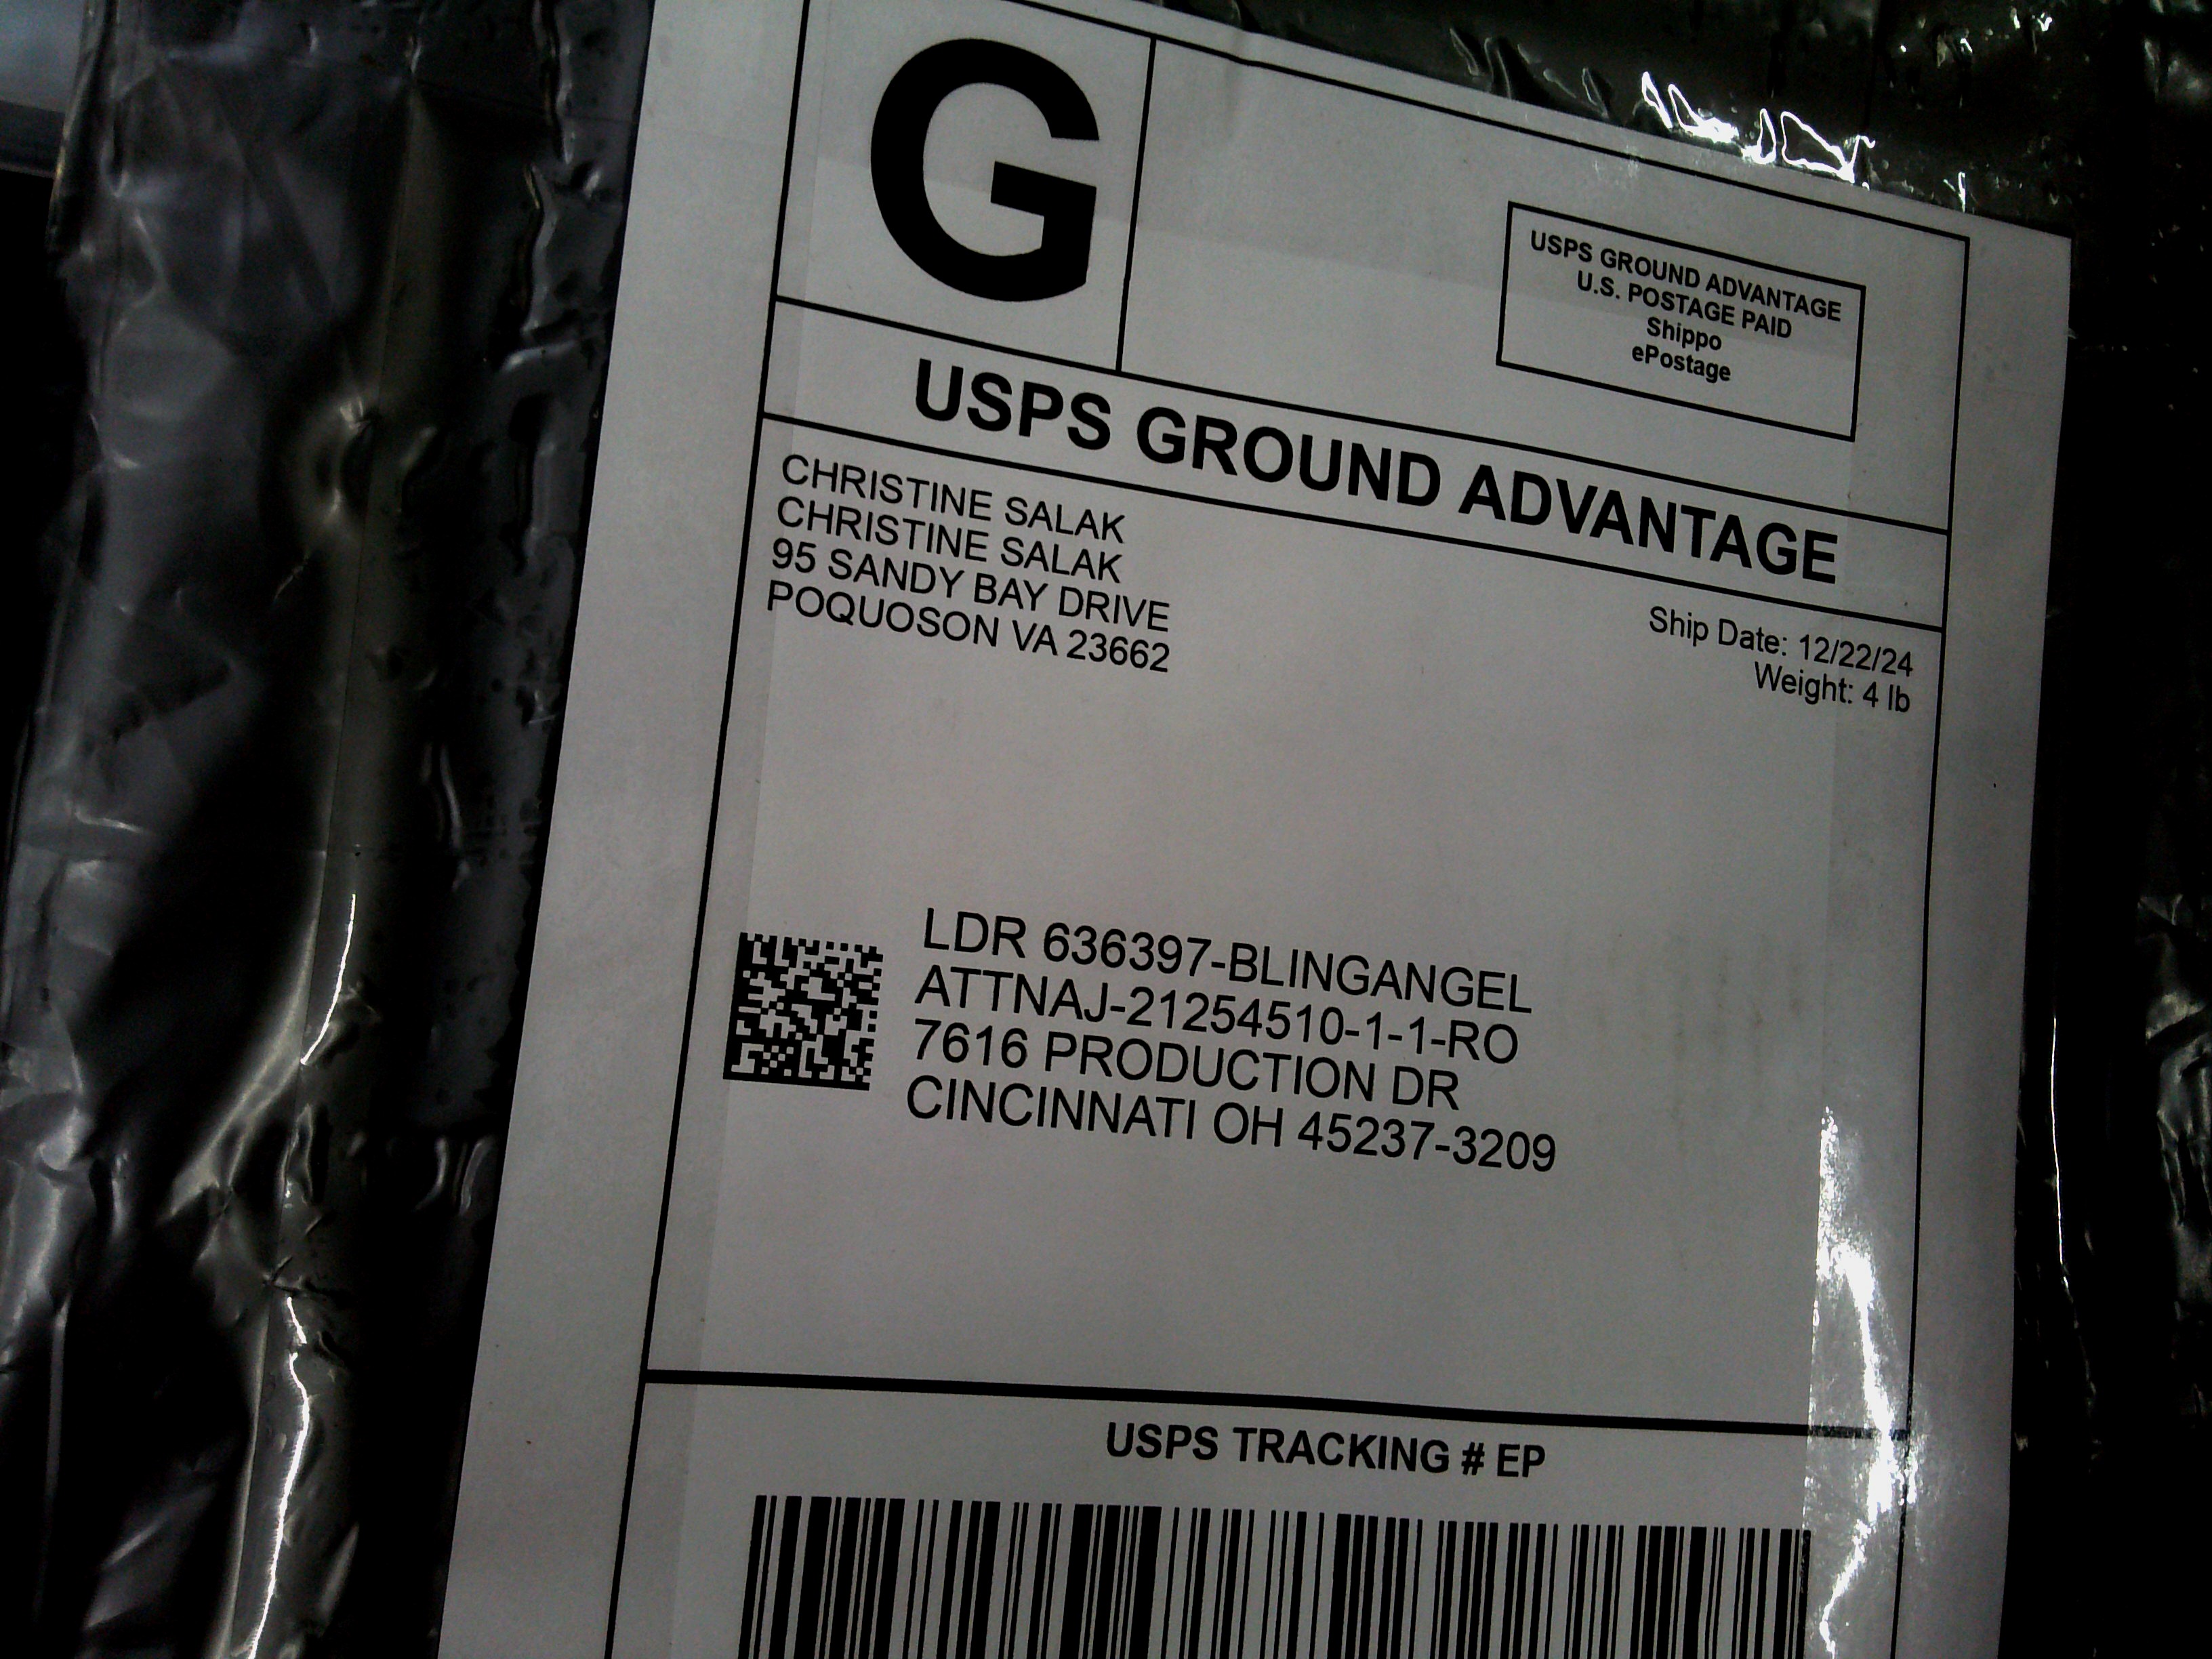 G
USPS GROUND ADVANTAGE
U.S. POSTAGE PAID
Shippo
ePostage
USPS GROUND ADVANTAGE
CHRISTINE SALAK
CHRISTINE SALAK
95 SANDY BAY DRIVE
POQUOSON VA 23662
Ship Date: 12/22/24
Weight: 4 lb
LDR 636397-BLINGANGEL
ATTNAJ-21254510-1-1-RO
7616 PRODUCTION DR
CINCINNATI OH 45237-3209
USPS TRACKING # EP